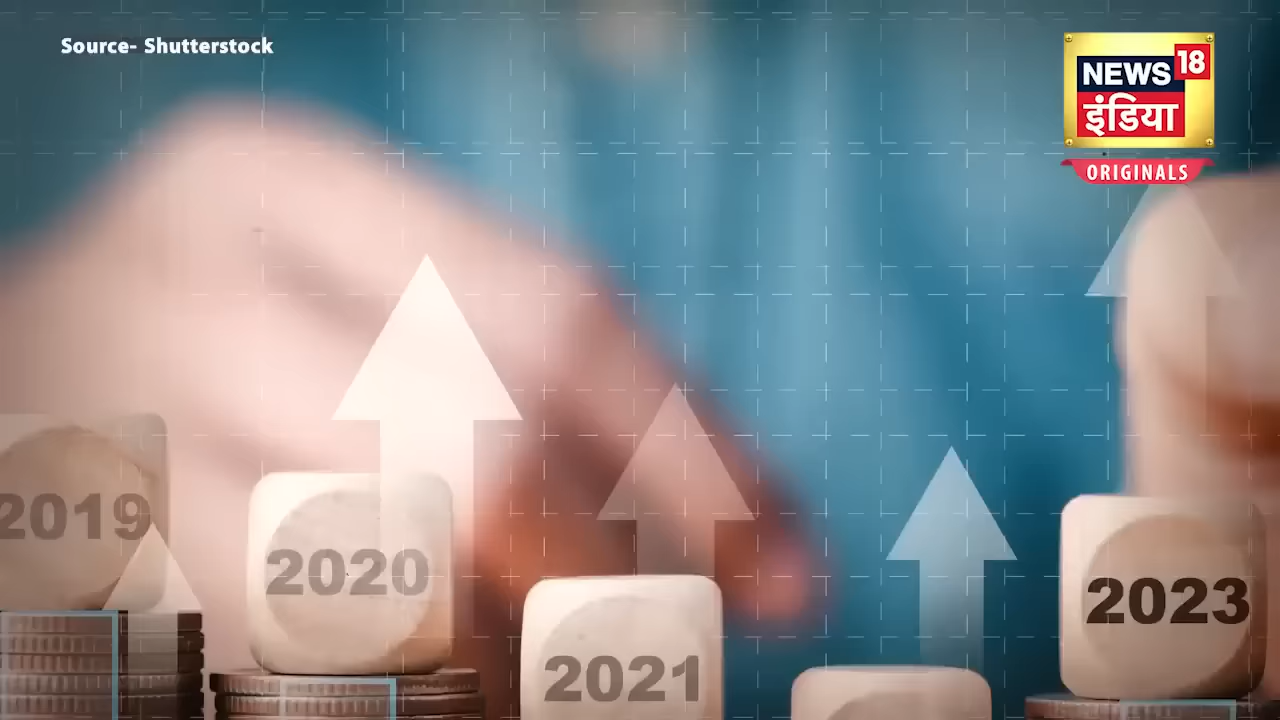 Source- Shutterstock
NEWS 18
इंडिया
ORIGINALS
2019
2020
2021
2023